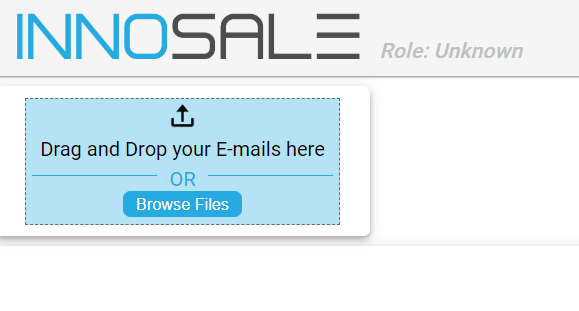 INNOSALE
Role: Unknown
Drag and Drop your E-mails here
OR
Browse Files